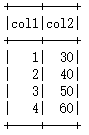 |col1|col2|
| 1| 30|
| 2| 40|
| 3| 50|
| 4| 60|